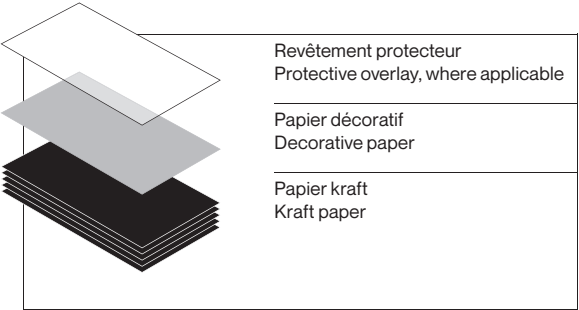 Revêtement protecteur
Protective overlay, where applicable
Papier décoratif
Decorative paper
Papier kraft
Kraft paper